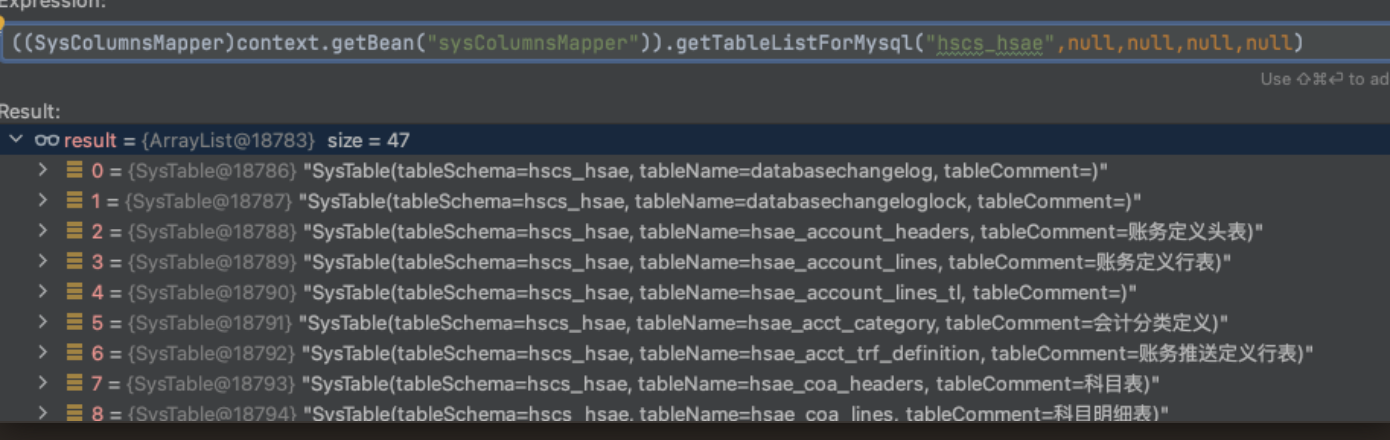 Expression:
((SysColumnsMapper)context.getBean("sysColumnsMapper")).getTableListForMysql("hscs_hsae",null,null,null,null)
Use ⇧⌘⏎ to ad
Result:
result = {ArrayList@18783} size = 47
0 = {SysTable@18786} "SysTable(tableSchema=hscs_hsae, tableName=databasechangelog, tableComment=)"
1 = {SysTable@18787} "SysTable(tableSchema=hscs_hsae, tableName=databasechangeloglock, tableComment=)"
2 = {SysTable@18788} "SysTable(tableSchema=hscs_hsae, tableName=hsae_account_headers, tableComment=账务定义头表)"
3 = {SysTable@18789} "SysTable(tableSchema=hscs_hsae, tableName=hsae_account_lines, tableComment=账务定义行表)"
4 = {SysTable@18790} "SysTable(tableSchema=hscs_hsae, tableName=hsae_account_lines_tl, tableComment=)"
5 = {SysTable@18791} "SysTable(tableSchema=hscs_hsae, tableName=hsae_acct_category, tableComment=会计分类定义)"
6 = {SysTable@18792} "SysTable(tableSchema=hscs_hsae, tableName=hsae_acct_trf_definition, tableComment=账务推送定义行表)"
7 = {SysTable@18793} "SysTable(tableSchema=hscs_hsae, tableName=hsae_coa_headers, tableComment=科目表)"
8 = {SysTable@18794} "SysTable(tableSchema=hscs_hsae, tableName=hsae_coa_lines, tableComment=科目明细表)"